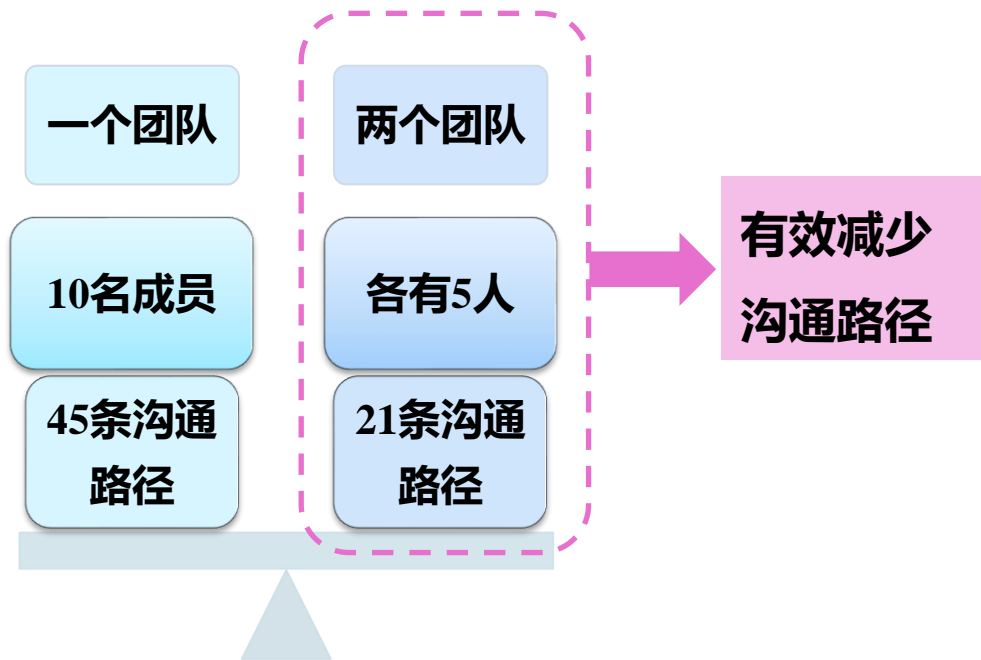 一个团队
10名成员
45条沟通
路径
两个团队
各有5人
21条沟通
路径
有效减少
沟通路径